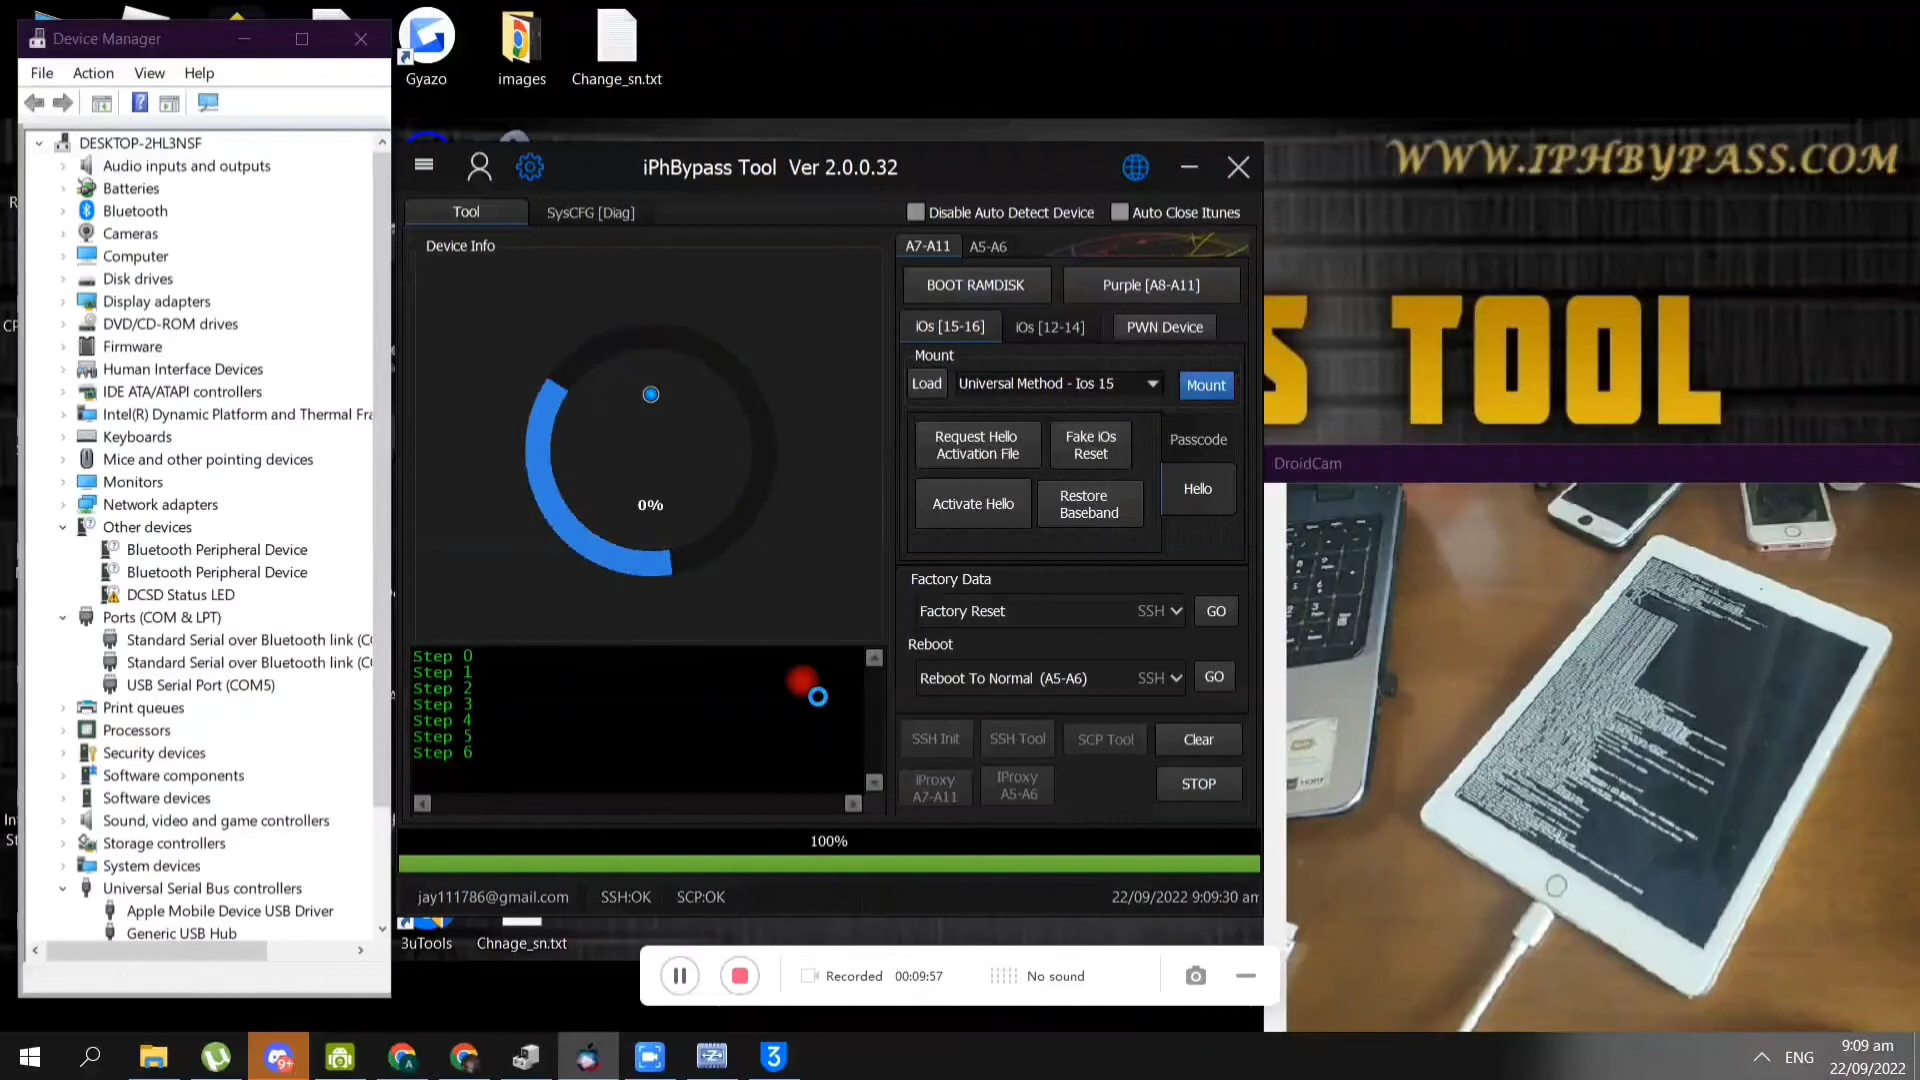 Device Manager
File Action View Help
DESKTOP-2HL3NSF
Audio inputs and outputs
Batteries
Bluetooth
Cameras
Computer
Disk drives
Display adapters
DVD/CD-ROM drives
Firmware
Human Interface Devices
IDE ATA/ATAPI controllers
Intel(R) Dynamic Platform and Thermal Fra
Keyboards
Mice and other pointing devices
Monitors
Network adapters
Other devices
Bluetooth Peripheral Device
Bluetooth Peripheral Device
DCSD Status LED
Ports (COM & LPT)
Standard Serial over Bluetooth link (CO
Standard Serial over Bluetooth link (CO
USB Serial Port (COM5)
Print queues
Processors
Security devices
Software components
Software devices
Sound, video and game controllers
Storage controllers
System devices
Universal Serial Bus controllers
Apple Mobile Device USB Driver
Generic USB Hub
Gyazo
images
Change_sn.txt
WWW.IPHBYPASS.COM
S TOOL
iPhBypass Tool Ver 2.0.0.32
Tool
SysCFG [Diag]
Disable Auto Detect Device
Auto Close Itunes
Device Info
A7-A11
A5-A6
BOOT RAMDISK
Purple [A8-A11]
iOs [15-16]
iOs [12-14]
PWN Device
Mount
Load
Universal Method - Ios 15
Mount
Request Hello
Activation File
Fake iOs
Reset
Passcode
Activate Hello
Restore
Baseband
Hello
0%
Factory Data
Factory Reset
SSH
GO
Reboot
Reboot To Normal (A5-A6)
SSH
GO
Step 0
Step 1
Step 2
Step 3
Step 4
Step 5
Step 6
SSH Init
SSH Tool
SCP Tool
Clear
IProxy
A7-A11
IProxy
A5-A6
STOP
100%
jay111786@gmail.com
SSH:OK
SCP:OK
22/09/2022 9:09:30 am
DroidCam
3uTools
Chnage_sn.txt
Recorded 00:09:57
No sound
9+
3
ENG
9:09 am
22/09/2022